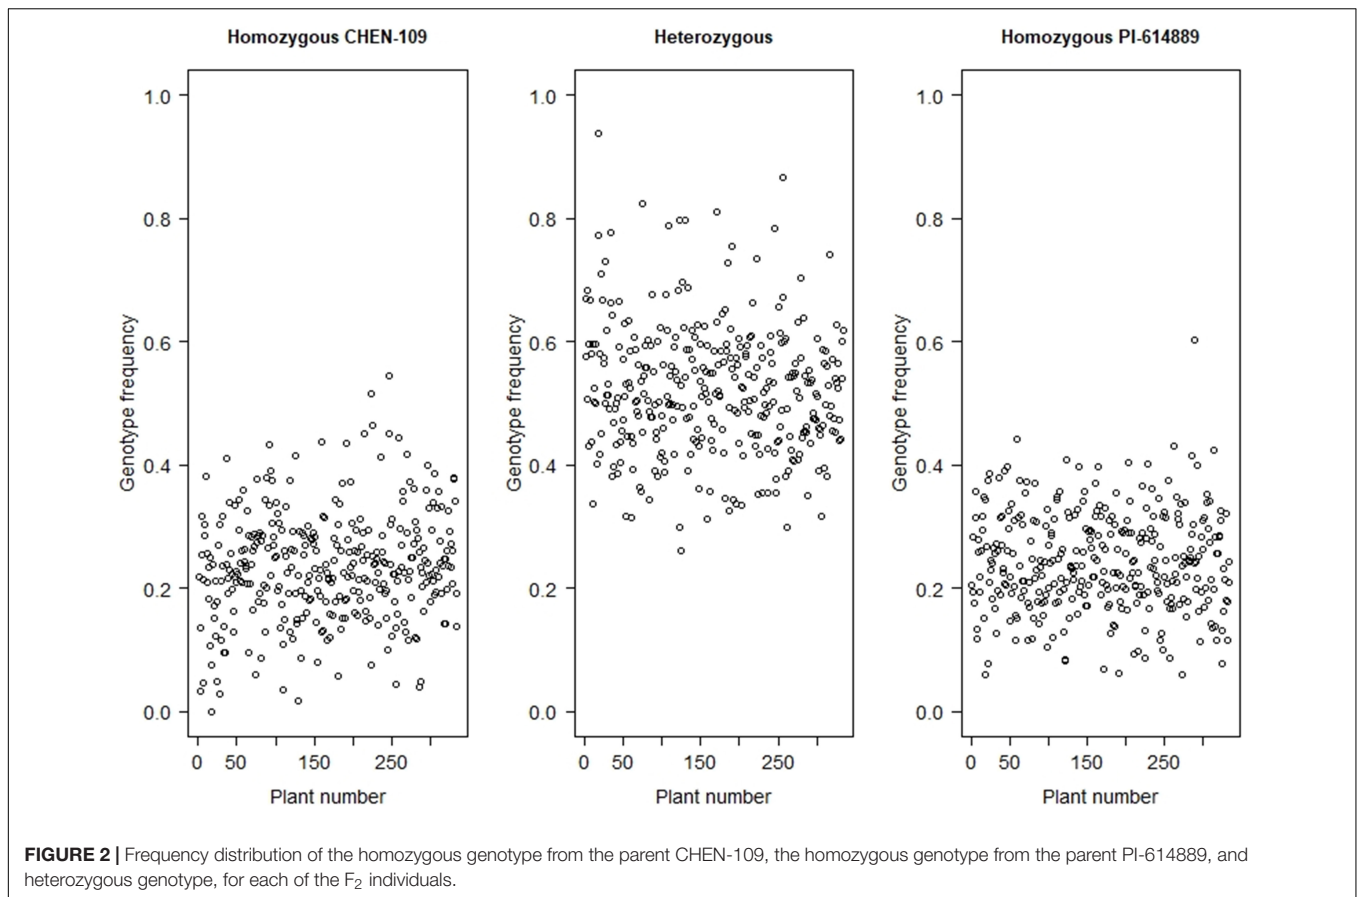 Homozygous CHEN-109
Genotype frequency
1.0
0.8
0.6
0.4
0.2
0.0
0 50 150 250
Plant number
Heterozygous
Genotype frequency
1.0
0.8
0.6
0.4
0.2
0.0
0 50 150 250
Plant number
Homozygous PI-614889
Genotype frequency
1.0
0.8
0.6
0.4
0.2
0.0
0 50 150 250
Plant number
FIGURE 2 | Frequency distribution of the homozygous genotype from the parent CHEN-109, the homozygous genotype from the parent PI-614889, and
heterozygous genotype, for each of the F2 individuals.